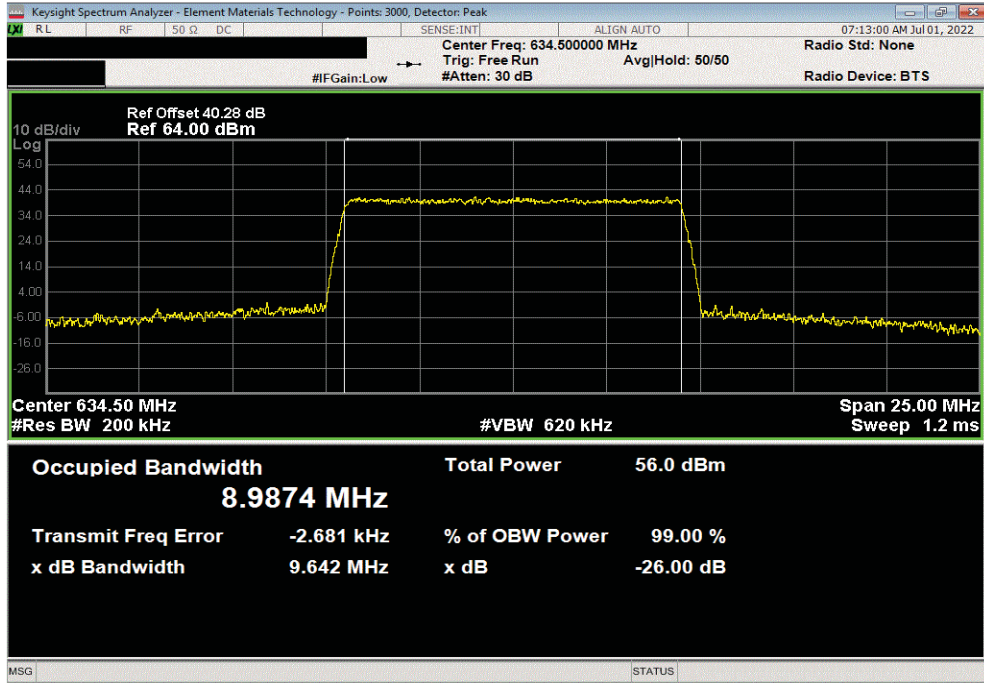 Keysight Spectrum Analyzer - Element Materials Technology - Points: 3000, Detector: Peak
LXI RL RF 50 Ω DC SENSE:INT ALIGN AUTO 07:13:00 AM Jul 01, 2022
Center Freq: 634.500000 MHz Radio Std: None
Trig: Free Run Avg|Hold: 50/50
#IFGain:Low #Atten: 30 dB Radio Device: BTS
Ref Offset 40.28 dB
10 dB/div Ref 64.00 dBm
Log
54.0
44.0
34.0
24.0
14.0
4.00
-6.00
-16.0
-26.0
Center 634.50 MHz Span 25.00 MHz
#Res BW 200 kHz #VBW 620 kHz Sweep 1.2 ms
Occupied Bandwidth Total Power 56.0 dBm
8.9874 MHz
Transmit Freq Error -2.681 kHz % of OBW Power 99.00 %
x dB Bandwidth 9.642 MHz x dB -26.00 dB
MSG STATUS